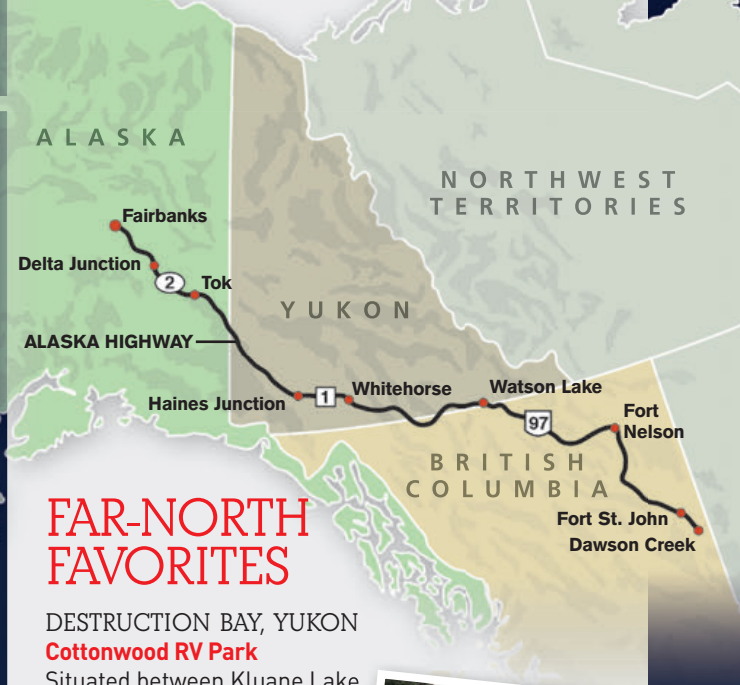 ALASKA
NORTHWEST
TERRITORIES
Fairbanks
Delta Junction
2
Tok
YUKON
ALASKA HIGHWAY
Haines Junction
1
Whitehorse
Watson Lake
97
Fort
Nelson
BRITISH
COLUMBIA
Fort St. John
Dawson Creek
FAR-NORTH
FAVORITES
DESTRUCTION BAY, YUKON
Cottonwood RV Park
Situated between Kluane Lake